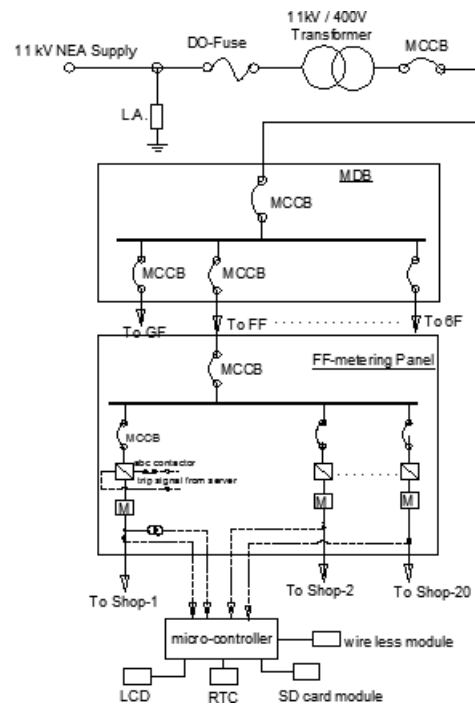 11kV / 400V
Transformer
DO-Fuse
MCCB
11 kV NEA Supply
L.A.
MDB
MCCB
MCCB
MCCB
To GF
To FF
To 6F
FF-metering Panel
MCCB
MCCB
abc contactor
trip signal from server
M
M
M
To Shop-1
To Shop-2
To Shop-20
micro-controller
wire less module
LCD
RTC
SD card module